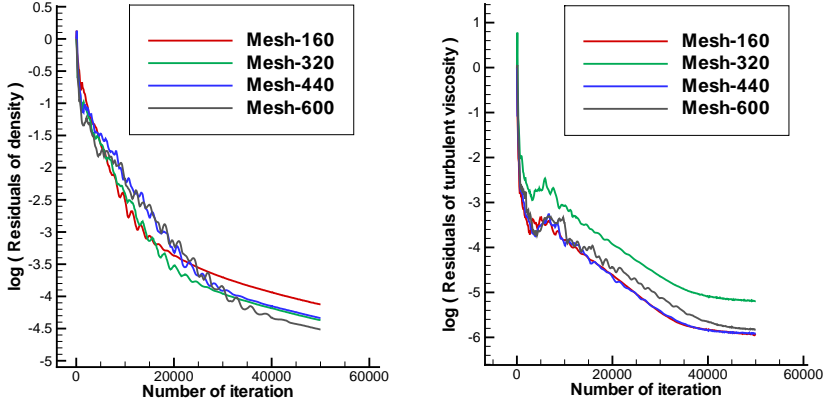 0.5
0
-0.5
-1
-1.5
-2
-2.5
-3
-3.5
-4
-4.5
-5
log ( Residuals of density )
0
20000
40000
60000
Number of iteration
Mesh-160
Mesh-320
Mesh-440
Mesh-600
1
0
-1
-2
-3
-4
-5
-6
log ( Residuals of turbulent viscosity )
0
20000
40000
60000
Number of iteration
Mesh-160
Mesh-320
Mesh-440
Mesh-600